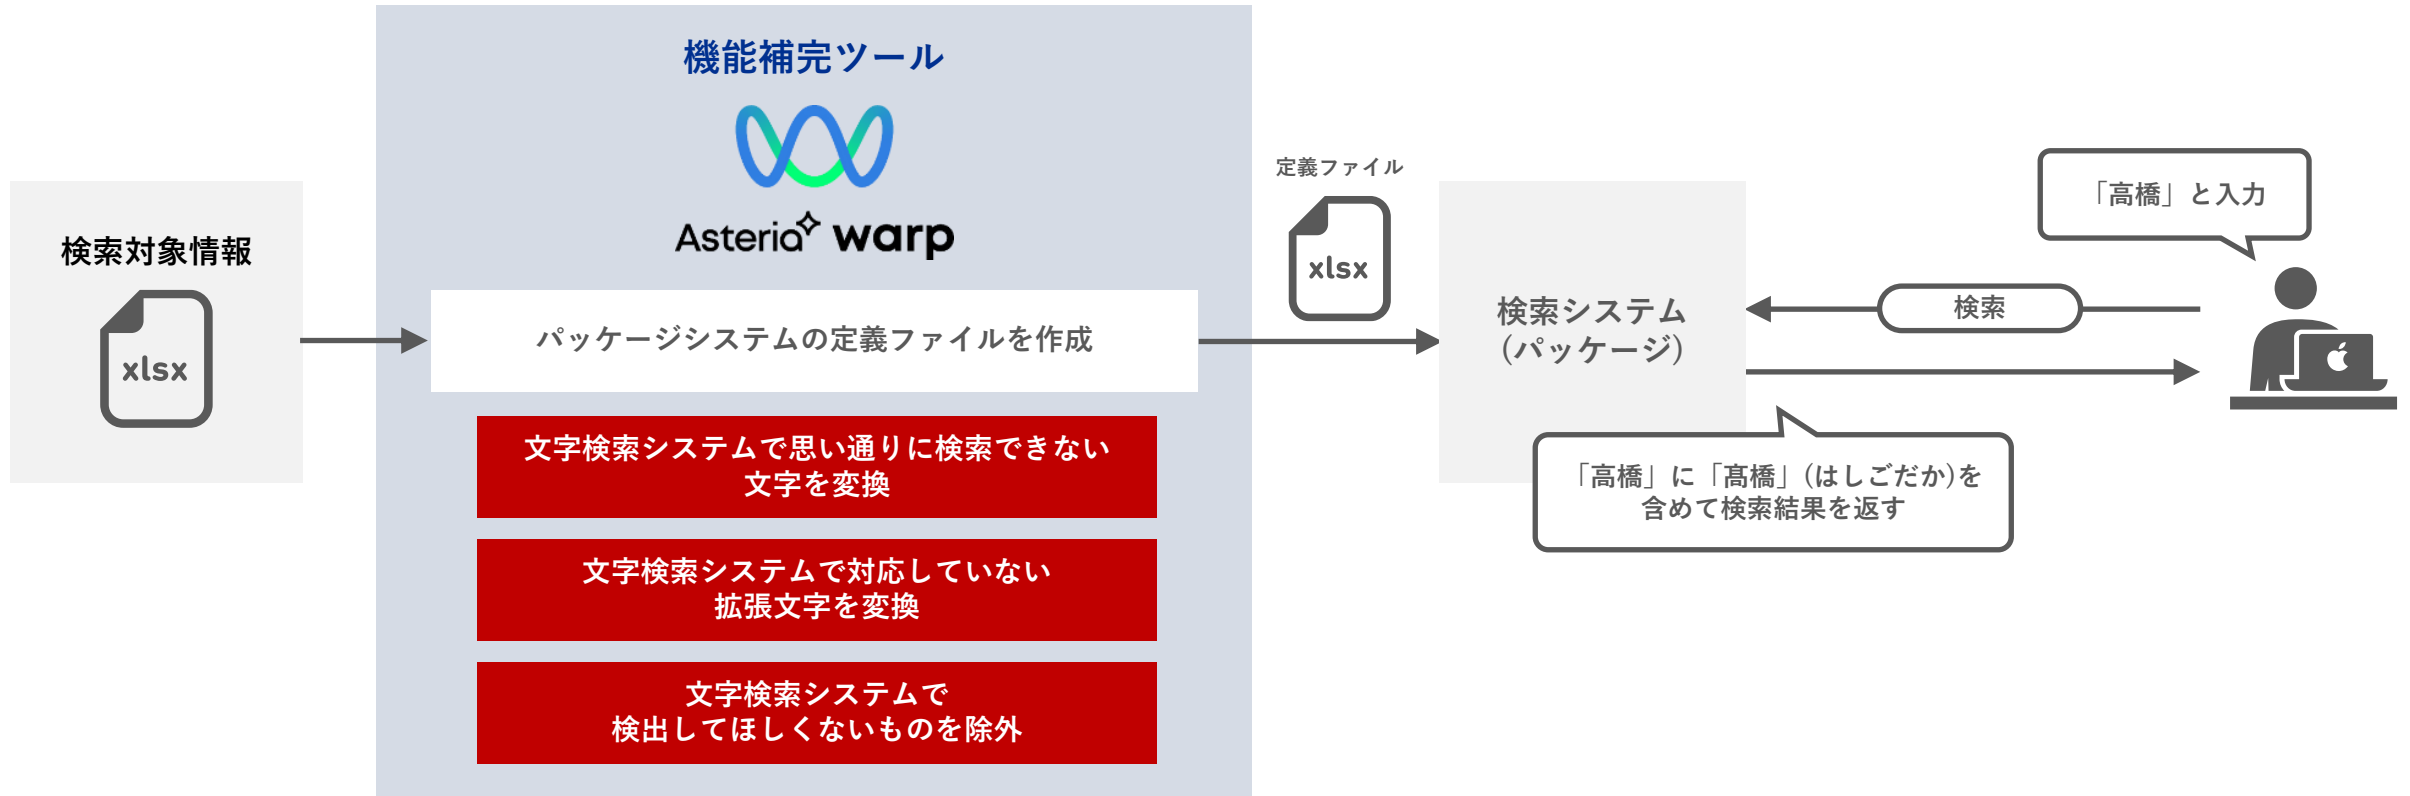 検索対象情報
xlsx
機能補完ツール
Asteria warp
パッケージシステムの定義ファイルを作成
文字検索システムで思い通りに検索できない
文字を変換
文字検索システムで対応していない
拡張文字を変換
文字検索システムで
検出してほしくないものを除外
定義ファイル
xlsx
検索システム
(パッケージ)
「高橋」と入力
検索
「高橋」に「髙橋」(はしごだか)を
含めて検索結果を返す